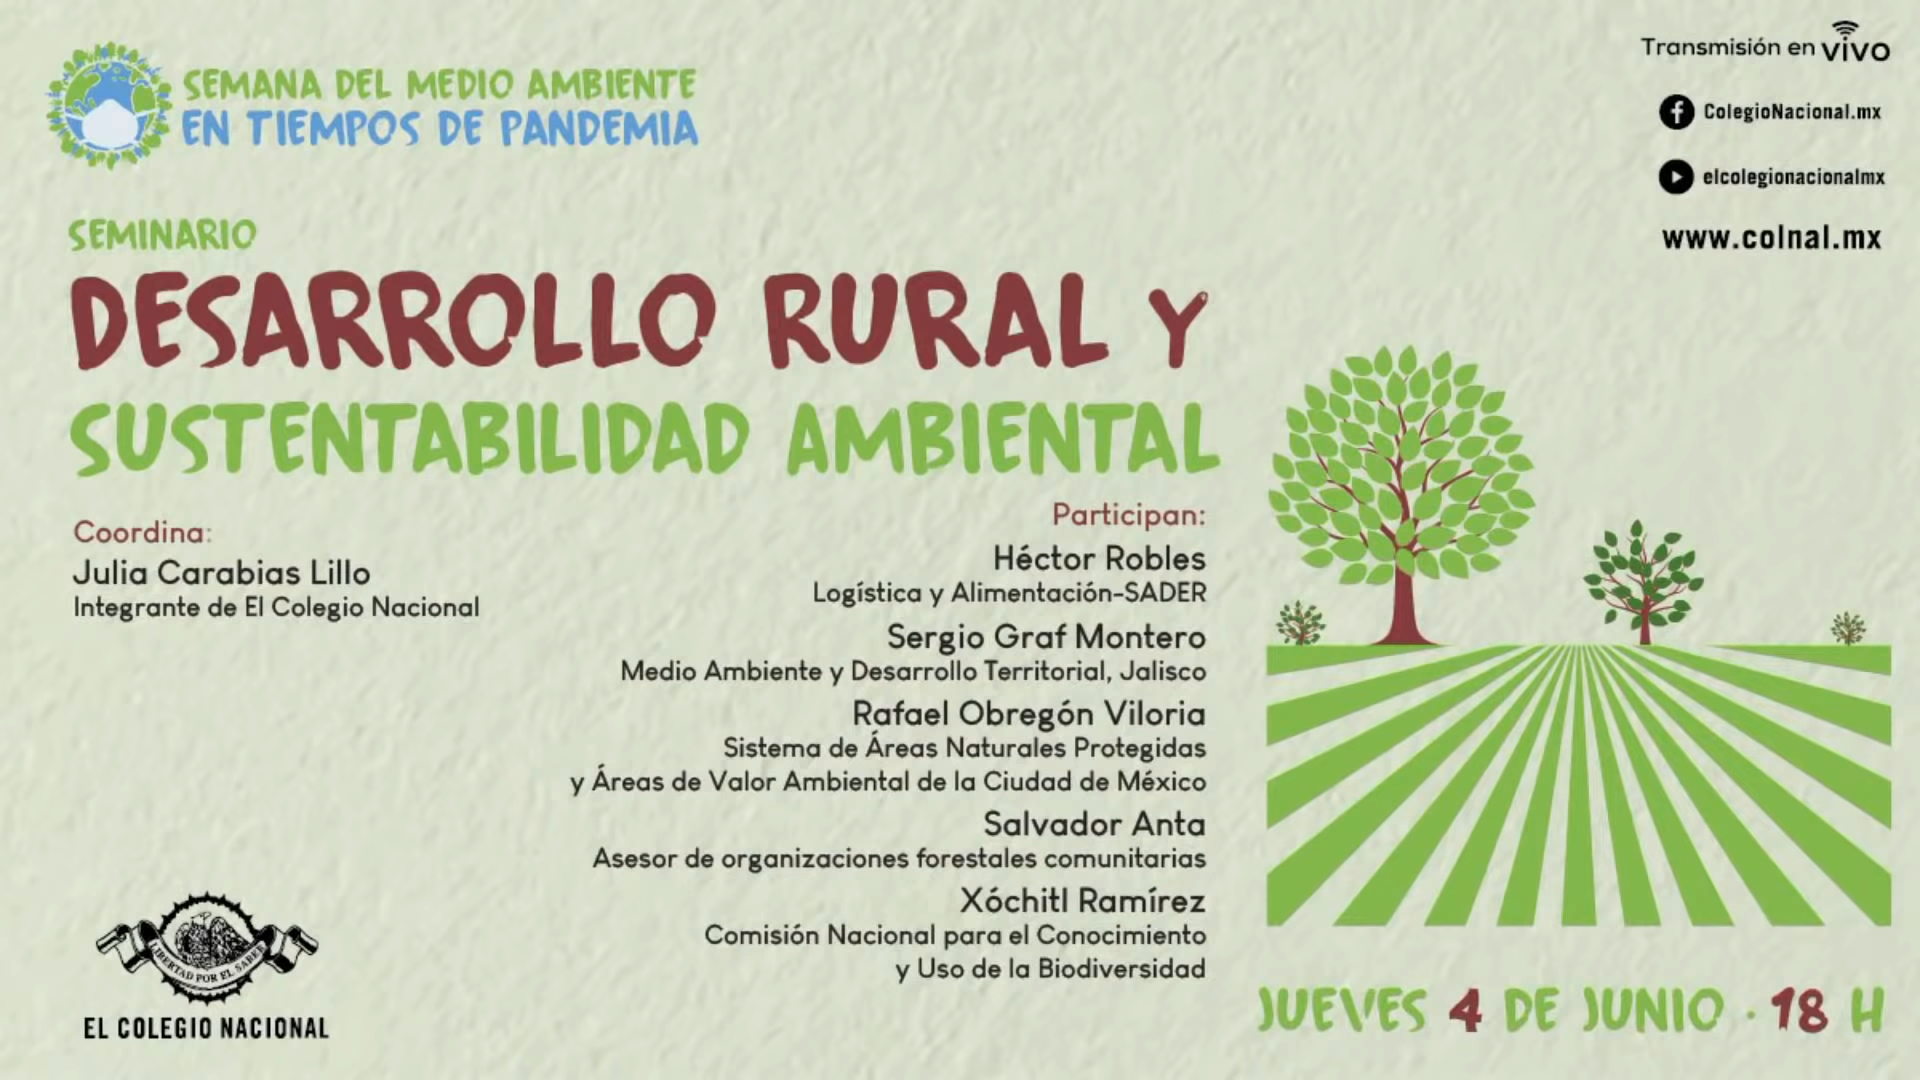 SEMANA DEL MEDIO AMBIENTE
EN TIEMPOS DE PANDEMIA
Transmisión en vivo
ColegioNacional.mx
elcolegionacionalmx
www.colnal.mx
SEMINARIO
DESARROLLO RURAL Y
SUSTENTABILIDAD AMBIENTAL
Coordina:
Julia Carabias Lillo
Integrante de El Colegio Nacional
Participan:
Héctor Robles
Logística y Alimentación-SADER
Sergio Graf Montero
Medio Ambiente y Desarrollo Territorial, Jalisco
Rafael Obregón Viloria
Sistema de Áreas Naturales Protegidas
y Áreas de Valor Ambiental de la Ciudad de México
Salvador Anta
Asesor de organizaciones forestales comunitarias
Xóchitl Ramírez
Comisión Nacional para el Conocimiento
y Uso de la Biodiversidad
LIBERTAD POR EL SABER
EL COLEGIO NACIONAL
JUEVES 4 DE JUNIO · 18 H